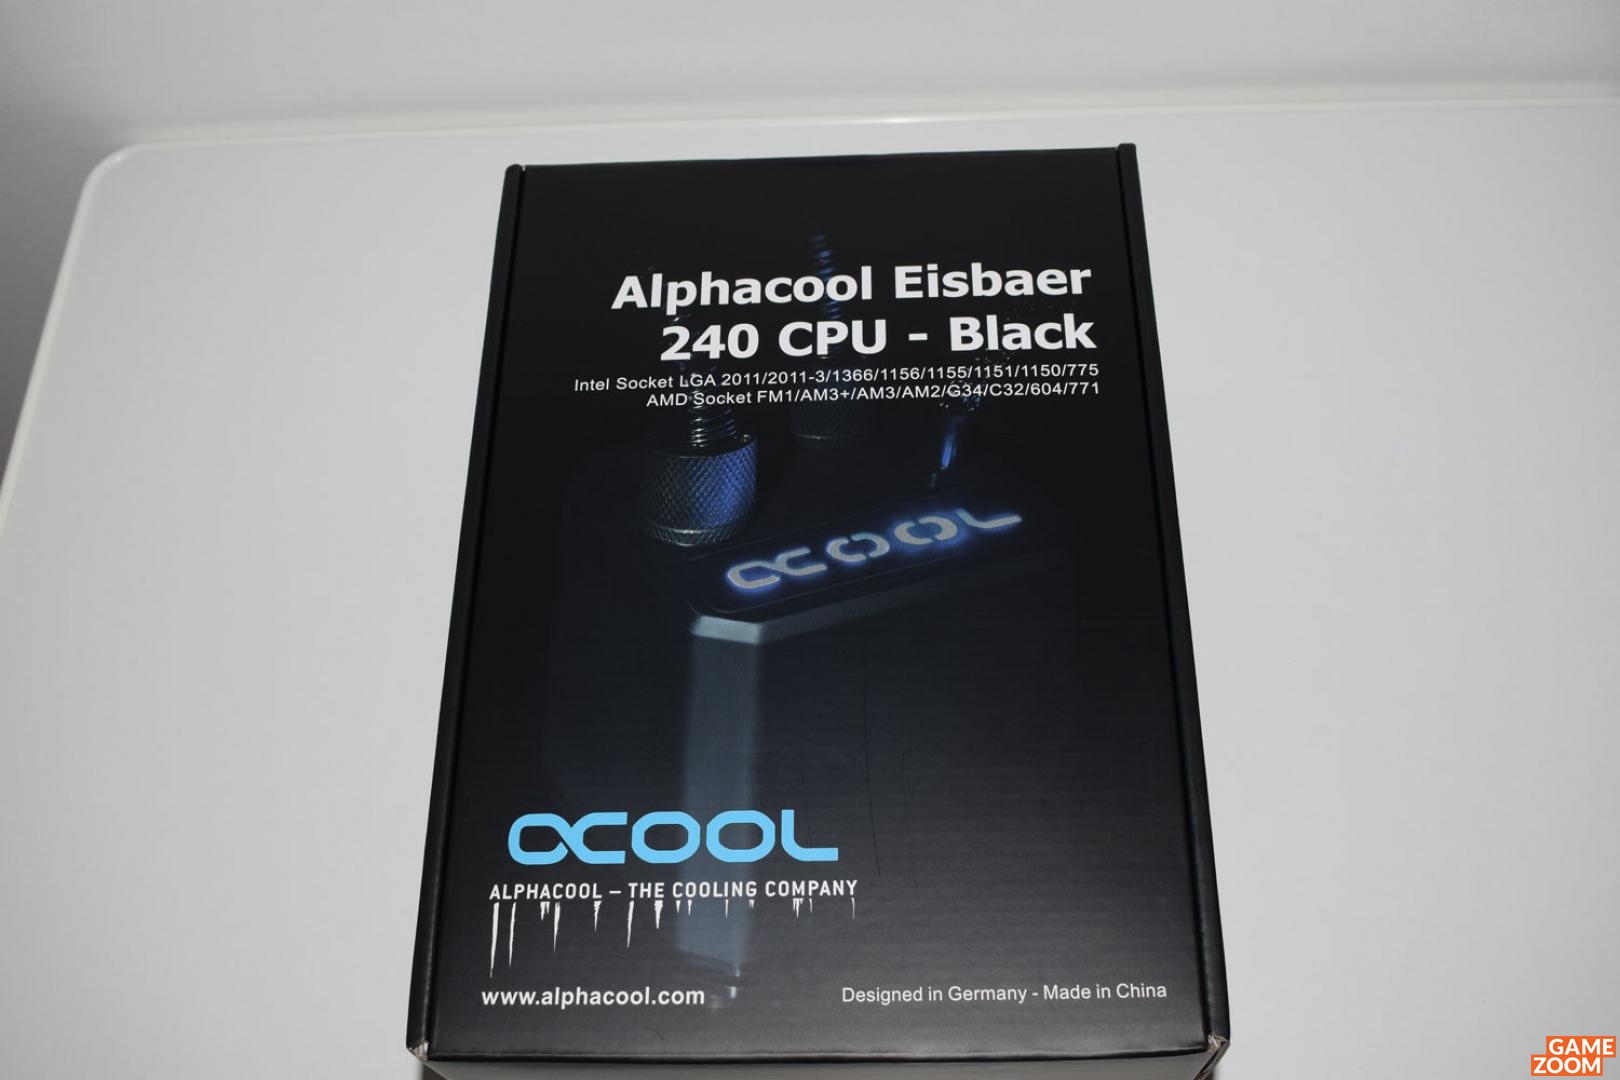 Alphacool Eisbaer
240 CPU - Black
Intel Socket LGA 2011/2011-3/1366/1156/1155/1151/1150/775
AMD Socket FM1/AM3+/AM3/AM2/G34/C32/604/771
αCOOL
αCOOL
ALPHACOOL – THE COOLING COMPANY
www.alphacool.com
Designed in Germany - Made in China
GAME
ZOOM